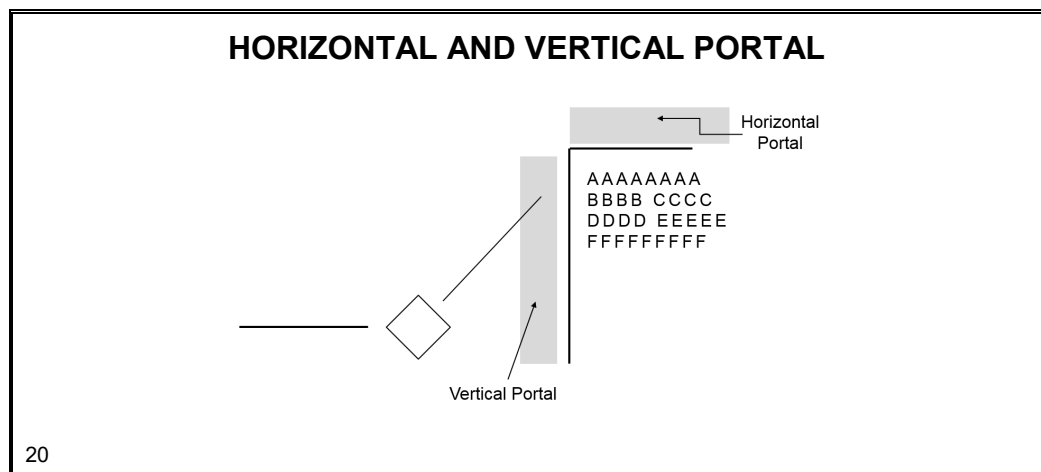 HORIZONTAL AND VERTICAL PORTAL
Horizontal
Portal
AAAAAAAA
BBBB CCCC
DDDD EEEEE
FFFFFFFFF
Vertical Portal
20